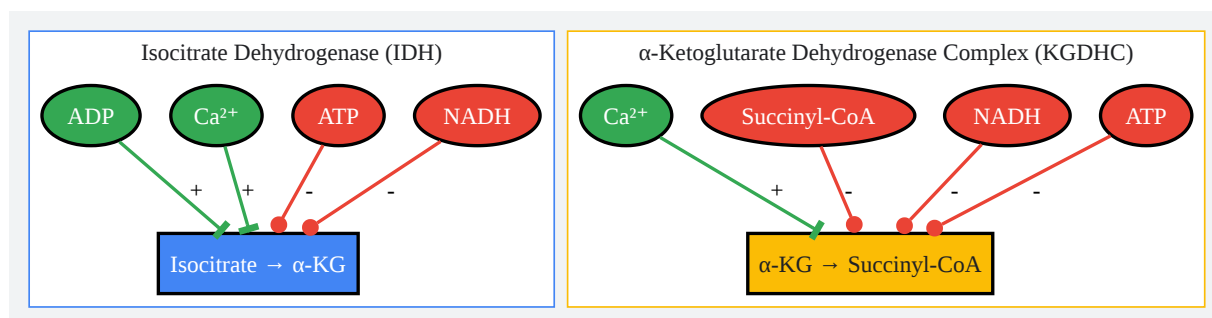 Isocitrate Dehydrogenase (IDH)
ADP
Ca²⁺
ATP
NADH
+
+
-
-
Isocitrate → α-KG
α-Ketoglutarate Dehydrogenase Complex (KGDHC)
Ca²⁺
Succinyl-CoA
NADH
ATP
+
-
-
-
α-KG → Succinyl-CoA